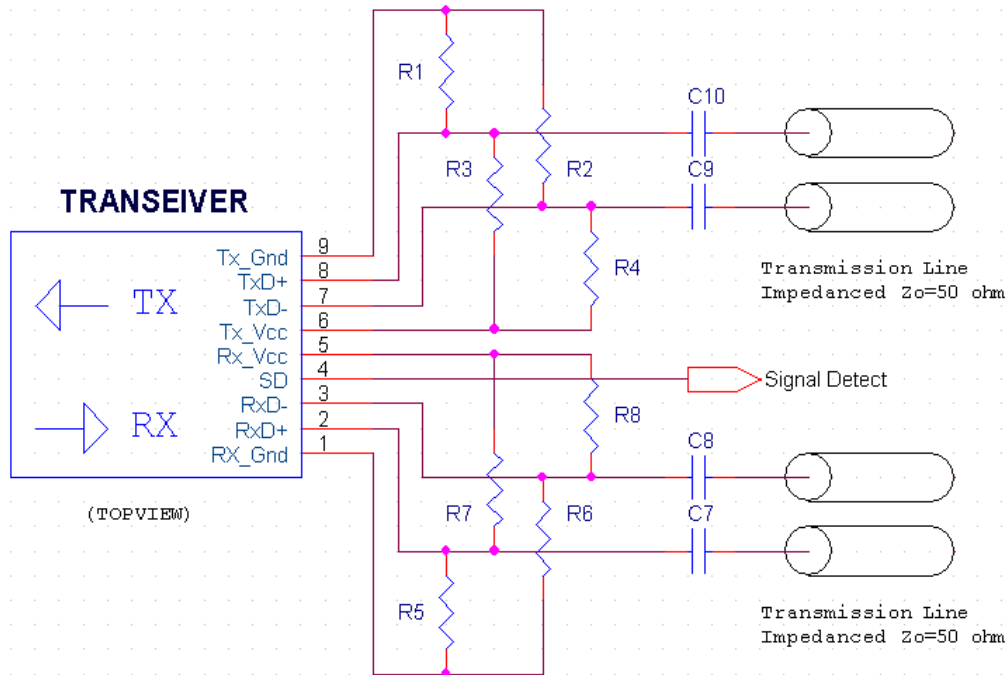 R1
C10
R3
R2
C9
TRANSEIVER
R4
Tx_Gnd 9
TxD+ 8
TxD- 7
Tx_Vcc 6
Rx_Vcc 5
SD 4
RxD- 3
RxD+ 2
RX_Gnd 1
TX
RX
(TOPVIEW)
Transmission Line
Impedanced Zo=50 ohm
Signal Detect
R8
C8
R7
R6
C7
R5
Transmission Line
Impedanced Zo=50 ohm